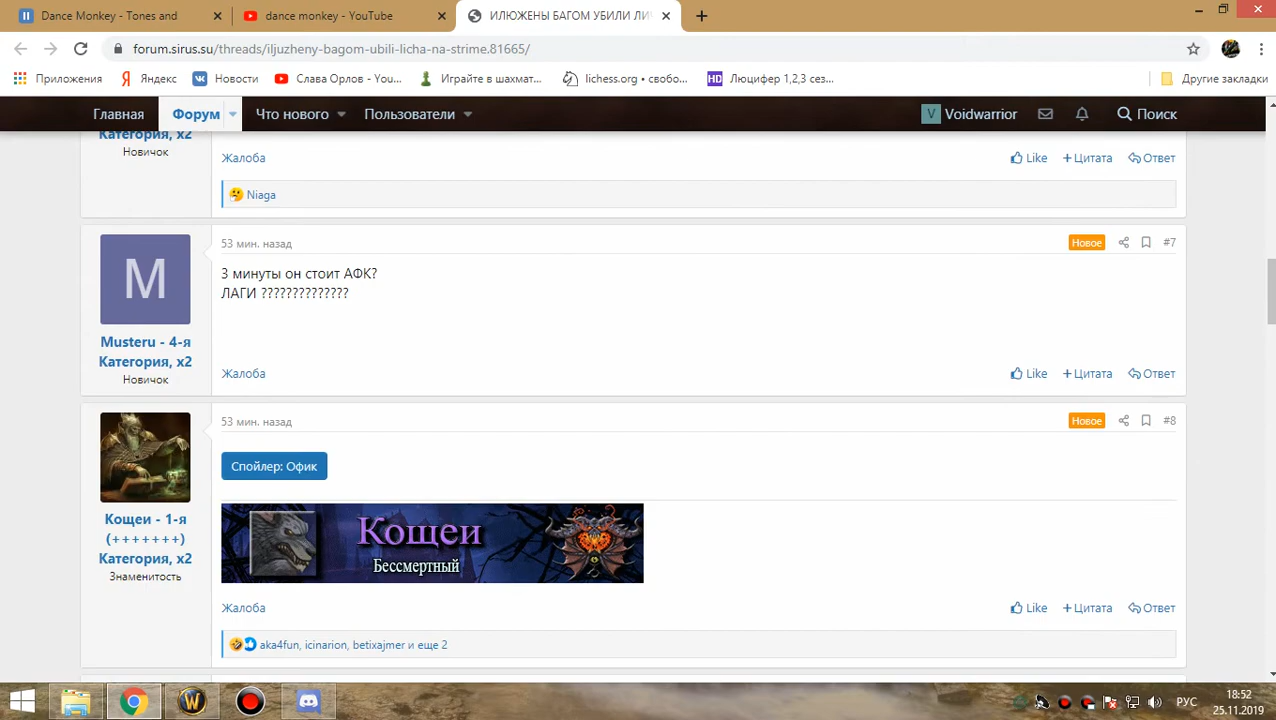 Dance Monkey - Tones and
dance monkey - YouTube
ИЛЮЖЕНЫ БАГОМ УБИЛИ ЛИЧ
forum.sirus.su/threads/iljuzheny-bagom-ubili-licha-na-strime.81665/
Приложения
Яндекс
Новости
Слава Орлов - You...
Играйте в шахмат...
lichess.org • свобо...
HD Люцифер 1,2,3 сез...
Другие закладки
Главная
Форум
Что нового
Пользователи
V Voidwarrior
Поиск
Категория, x2
Новичок
Жалоба
Like
+Цитата
Ответ
Niaga
M
Musteru - 4-я
Категория, x2
Новичок
53 мин. назад
Новое
#7
3 минуты он стоит АФК?
ЛАГИ ??????????????
Жалоба
Like
+Цитата
Ответ
Кощеи - 1-я
(+++++++)
Категория, x2
Знаменитость
53 мин. назад
Новое
#8
Спойлер: Офик
Кощеи
Бессмертный
Жалоба
Like
+Цитата
Ответ
aka4fun, icinarion, betixajmer и еще 2
РУС
18:52
25.11.2019